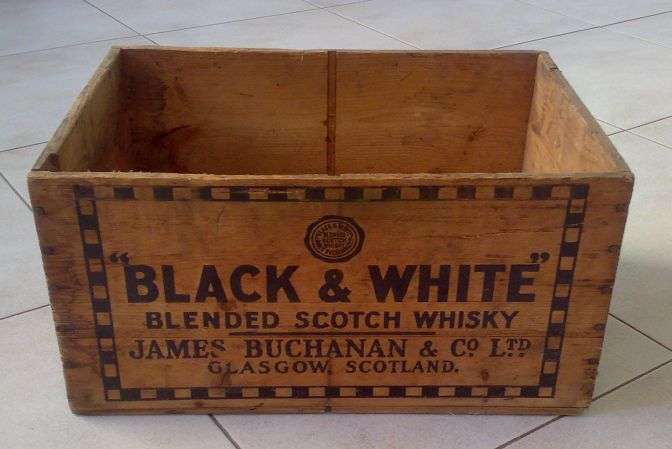 "BLACK & WHITE"
BLENDED SCOTCH WHISKY
JAMES BUCHANAN & Cº LTD
GLASGOW, SCOTLAND.